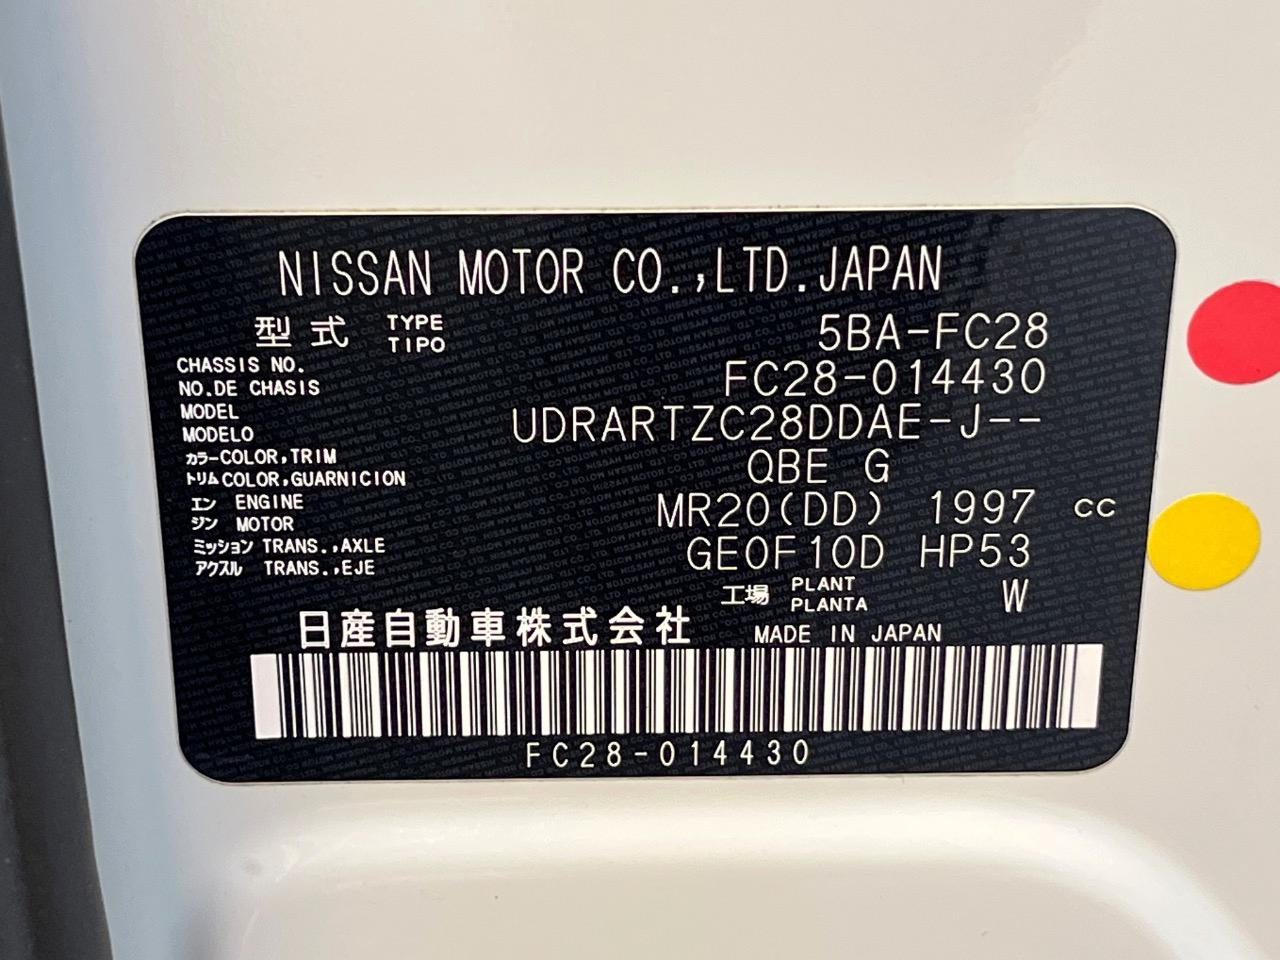 NISSAN MOTOR CO.,LTD.JAPAN
型式 TYPE TIPO 5BA-FC28
CHASSIS NO. NO.DE CHASIS FC28-014430
MODEL MODELO UDRARTZC28DDAE-J--
カラー COLOR,TRIM トリム COLOR,GUARNICION QBE G
エンジン ENGINE MOTOR MR20(DD) 1997 cc
ミッション TRANS.,AXLE アクスル TRANS.,EJE GE0F10D HP53
工場 PLANT PLANTA W
日産自動車株式会社 MADE IN JAPAN
FC28-014430